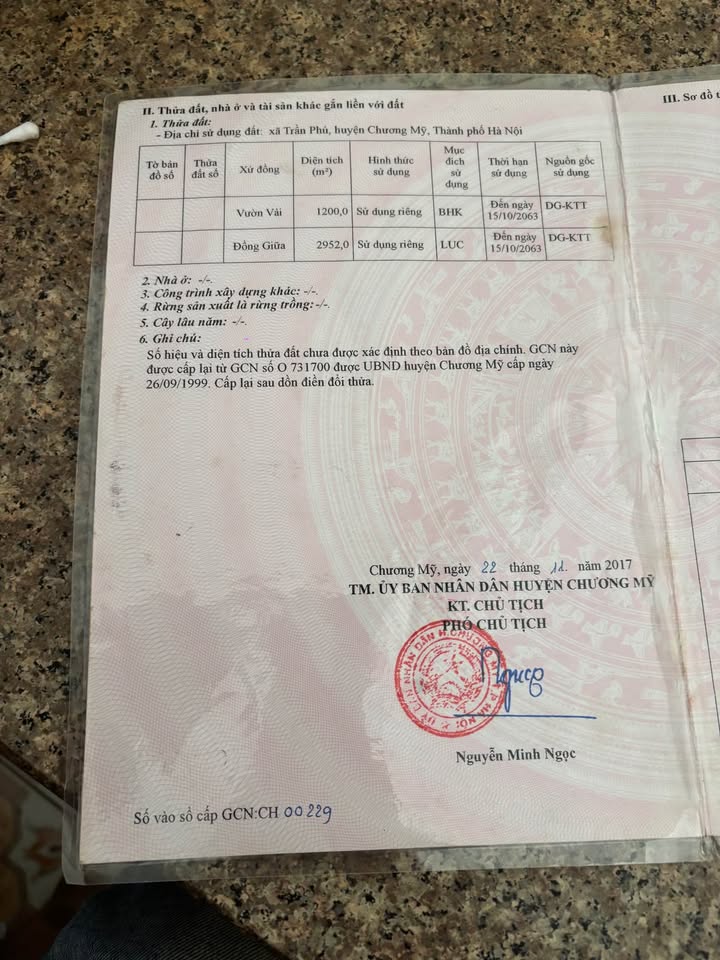 II. Thửa đất, nhà ở và tài sản khác gắn liền với đất
III. Sơ đồ t
1. Thửa đất:
- Địa chỉ sử dụng đất: xã Trần Phú, huyện Chương Mỹ, Thành phố Hà Nội
Tờ bản đồ số Thửa đất số Xứ đồng Diện tích (m²) Hình thức sử dụng Mục đích sử dụng Thời hạn sử dụng Nguồn gốc sử dụng
Vườn Vải 1200,0 Sử dụng riêng BHK Đến ngày 15/10/2063 DG-KTT
Đồng Giữa 2952,0 Sử dụng riêng LUC Đến ngày 15/10/2063 DG-KTT
2. Nhà ở: -/-.
3. Công trình xây dựng khác: -/-.
4. Rừng sản xuất là rừng trồng: -/-.
5. Cây lâu năm: -/-.
6. Ghi chú:
Số hiệu và diện tích thửa đất chưa được xác định theo bản đồ địa chính. GCN này
được cấp lại từ GCN số O 731700 được UBND huyện Chương Mỹ cấp ngày
26/09/1999. Cấp lại sau dồn điền đổi thửa.
Chương Mỹ, ngày 22 tháng 12. năm 2017
TM. ỦY BAN NHÂN DÂN HUYỆN CHƯƠNG MỸ
KT. CHỦ TỊCH
PHÓ CHỦ TỊCH
ỦY BAN NHÂN DÂN H.CHƯƠNG MỸ T.P HÀ NỘI
Nguyễn Minh Ngọc
Số vào sổ cấp GCN:CH 00229